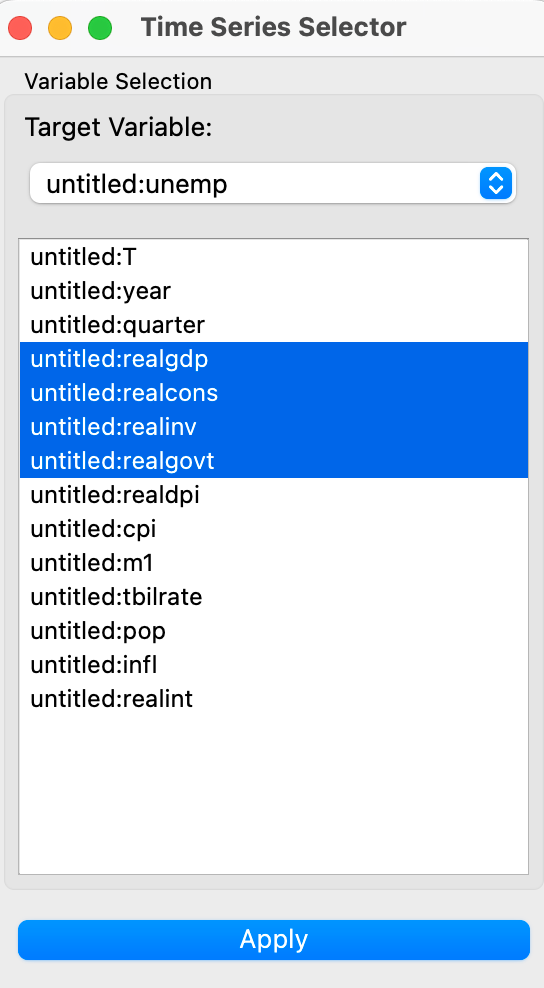 Time Series Selector
Variable Selection
Target Variable:
untitled:unemp
untitled:T
untitled:year
untitled:quarter
untitled:realgdp
untitled:realcons
untitled:realinv
untitled:realgovt
untitled:realdpi
untitled:cpi
untitled:m1
untitled:tbilrate
untitled:pop
untitled:infl
untitled:realint
Apply